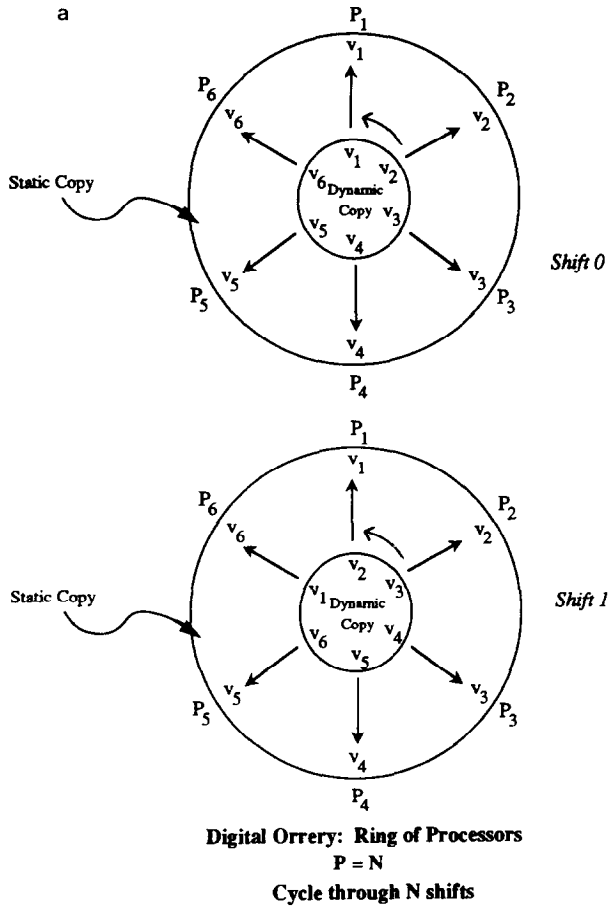 a
P1
v1
P6
P2
v6
v2
v1
v6
v2
Dynamic
Static Copy
Copy
v5
v3
v4
Shift 0
v5
v3
P5
P3
v4
P4
P1
v1
P6
P2
v6
v2
v2
v1
v3
Dynamic
Static Copy
Copy
Shift 1
v6
v4
v5
v5
v3
P5
P3
v4
P4
Digital Orrery: Ring of Processors
P = N
Cycle through N shifts